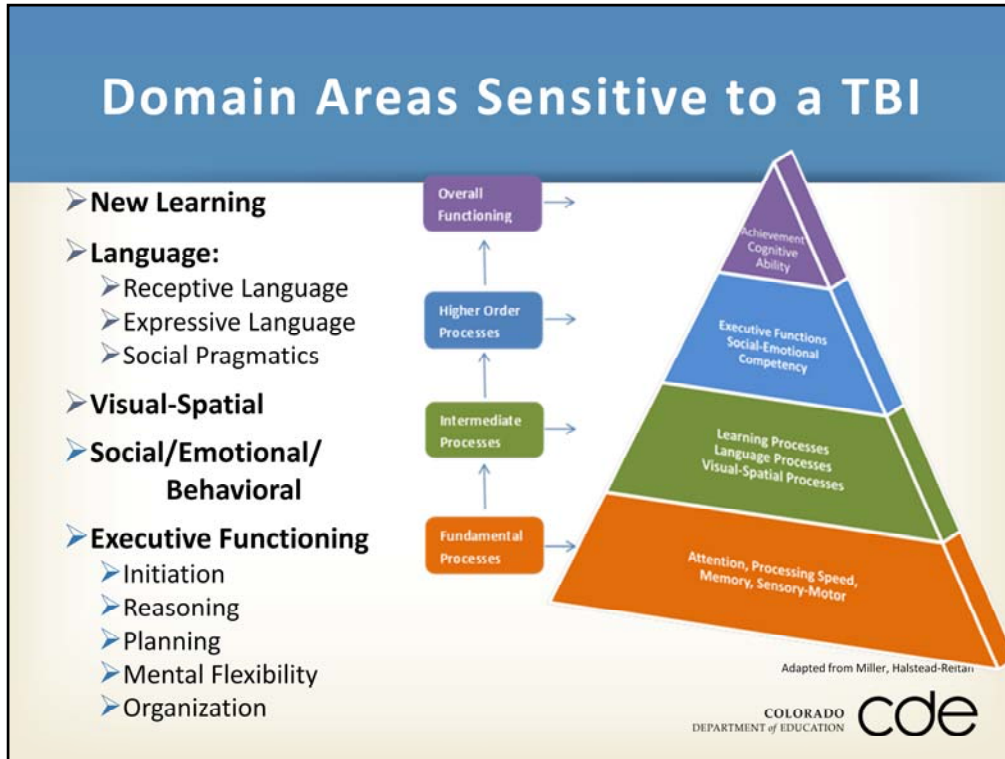 Domain Areas Sensitive to a TBI
New Learning
Language:
Receptive Language
Expressive Language
Social Pragmatics
Visual-Spatial
Social/Emotional/
Behavioral
Executive Functioning
Initiation
Reasoning
Planning
Mental Flexibility
Organization
Overall
Functioning
Higher Order
Processes
Intermediate
Processes
Fundamental
Processes
Achievement
Cognitive
Ability
Executive Functions
Social-Emotional
Competency
Learning Processes
Language Processes
Visual-Spatial Processes
Attention, Processing Speed,
Memory, Sensory-Motor
Adapted from Miller, Halstead-Reitan
COLORADO
DEPARTMENT of EDUCATION
cde